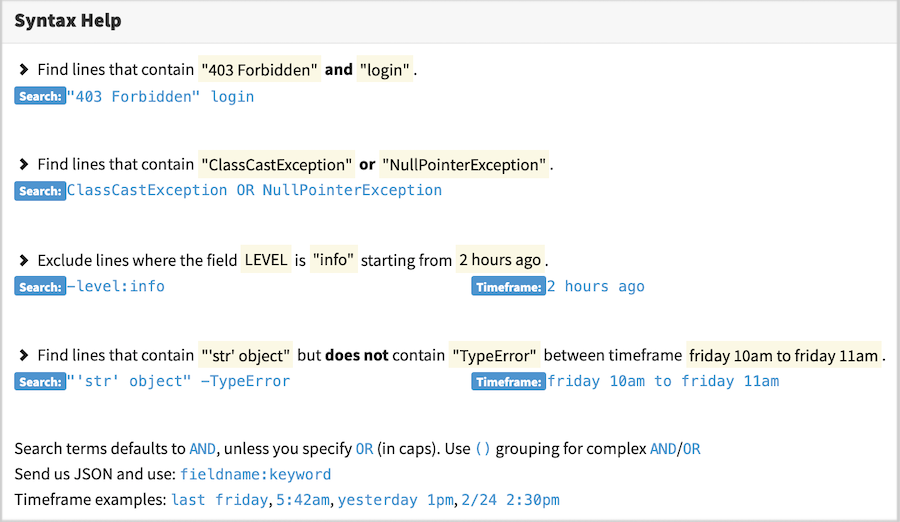 Syntax Help
Find lines that contain "403 Forbidden" and "login" .
Search: "403 Forbidden" login
Find lines that contain "ClassCastException" or "NullPointerException" .
Search: ClassCastException OR NullPointerException
Exclude lines where the field LEVEL is "info" starting from 2 hours ago .
Search: -level:info Timeframe: 2 hours ago
Find lines that contain "'str' object" but does not contain "TypeError" between timeframe friday 10am to friday 11am .
Search: "'str' object" -TypeError Timeframe: friday 10am to friday 11am
Search terms defaults to AND, unless you specify OR (in caps). Use () grouping for complex AND/OR
Send us JSON and use: fieldname:keyword
Timeframe examples: last friday, 5:42am, yesterday 1pm, 2/24 2:30pm